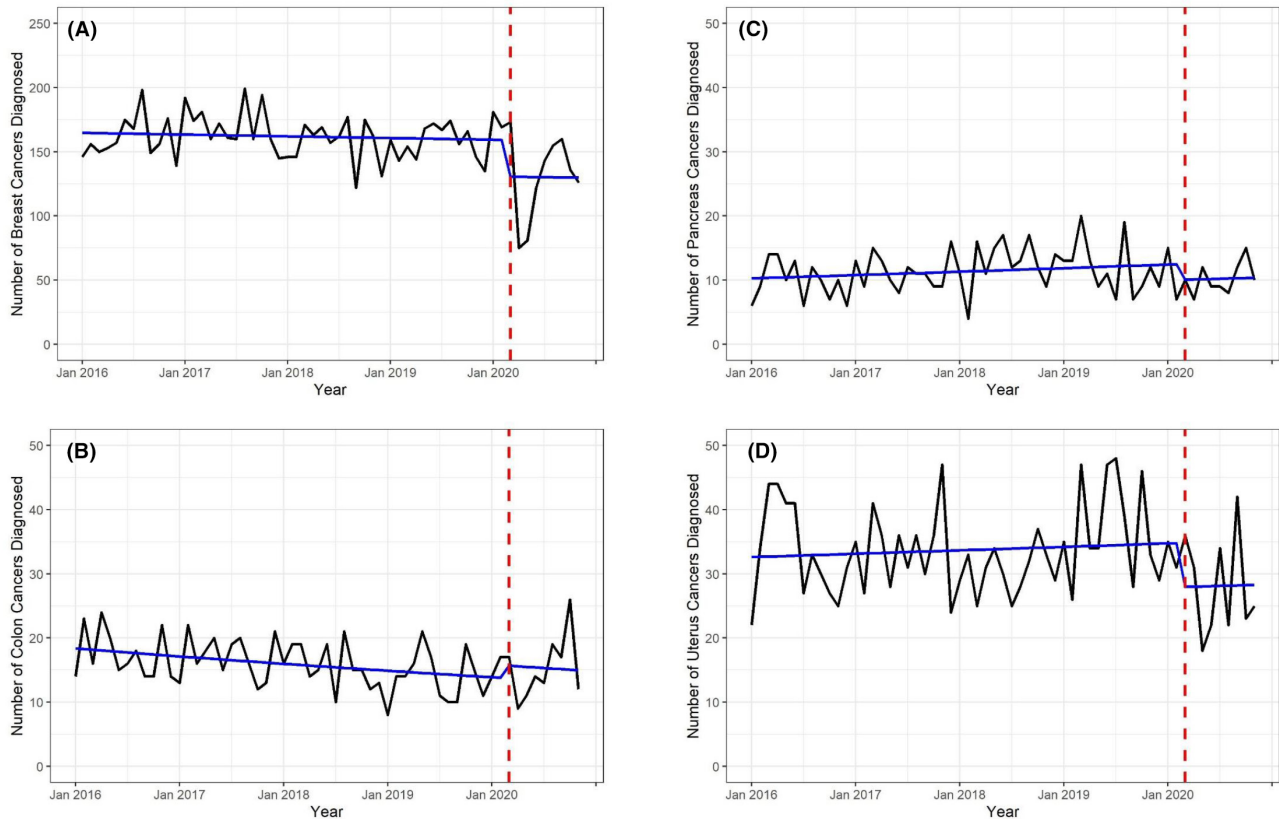 (A)
Number of Breast Cancers Diagnosed
250
200
150
100
50
0
Jan 2016 Jan 2017 Jan 2018 Jan 2019 Jan 2020
Year
(C)
Number of Pancreas Cancers Diagnosed
50
40
30
20
10
0
Jan 2016 Jan 2017 Jan 2018 Jan 2019 Jan 2020
Year
(B)
Number of Colon Cancers Diagnosed
50
40
30
20
10
0
Jan 2016 Jan 2017 Jan 2018 Jan 2019 Jan 2020
Year
(D)
Number of Uterus Cancers Diagnosed
50
40
30
20
10
0
Jan 2016 Jan 2017 Jan 2018 Jan 2019 Jan 2020
Year